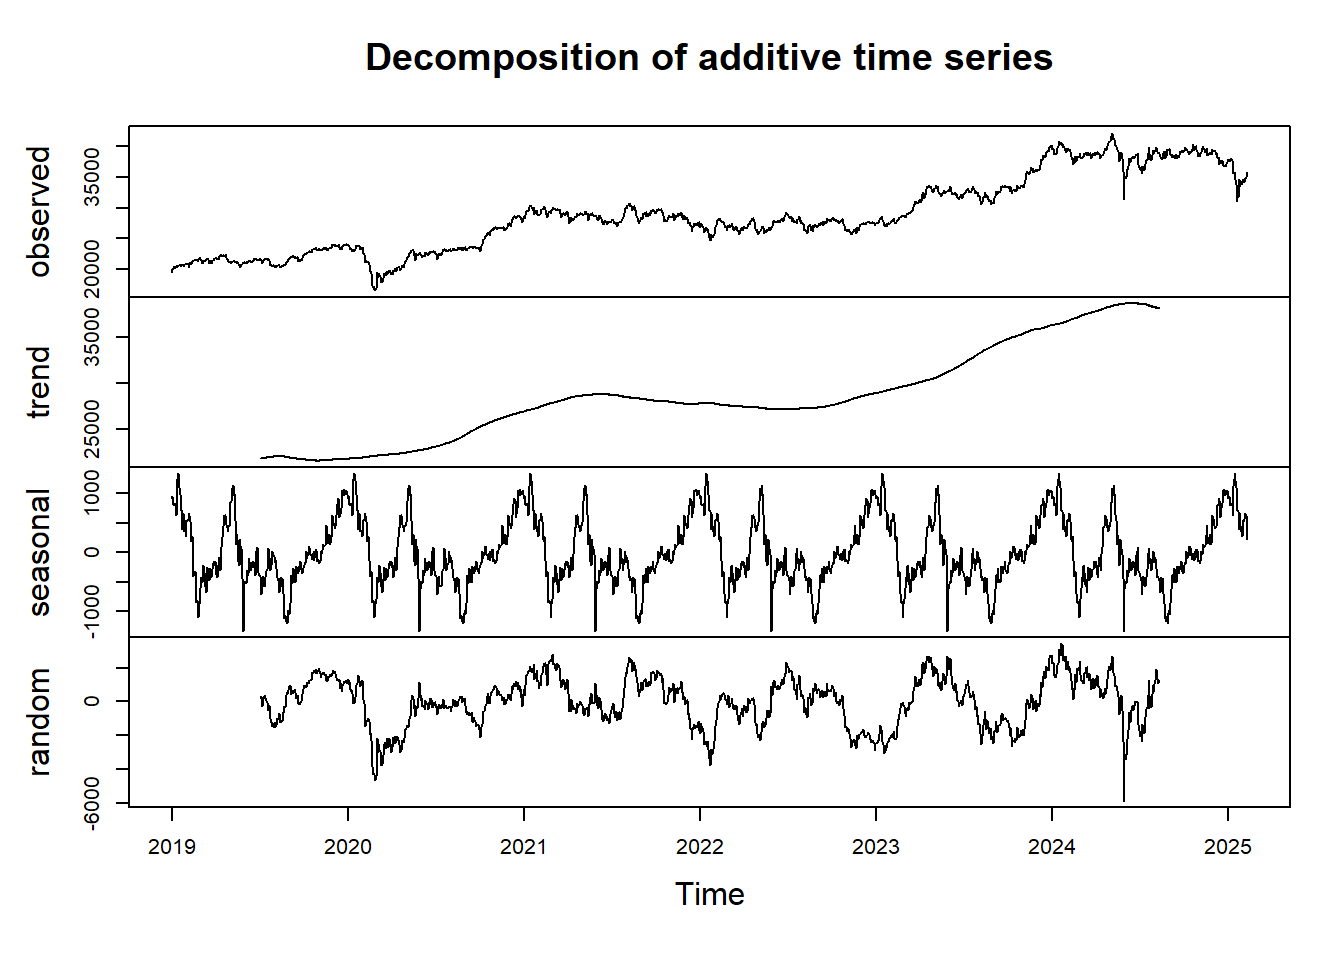 Decomposition of additive time series
observed
20000 35000
trend
25000 35000
seasonal
-1000 0 1000
random
-6000 0
2019 2020 2021 2022 2023 2024 2025
Time